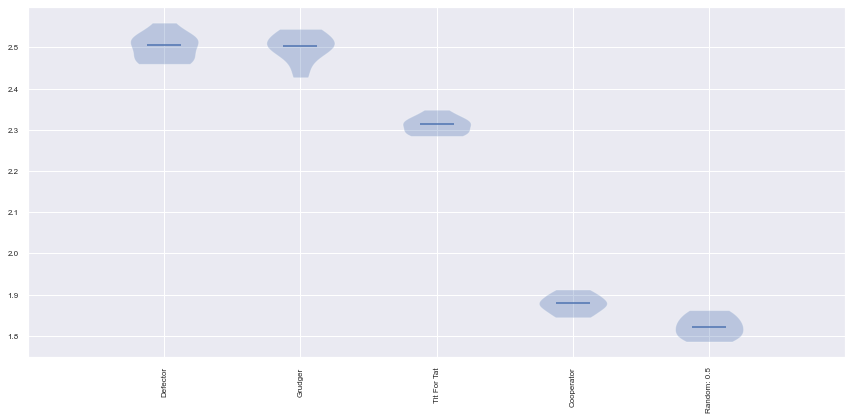 2.5
2.4
2.3
2.2
2.1
2.0
1.9
1.8
Defector
Grudger
Tit For Tat
Cooperator
Random: 0.5